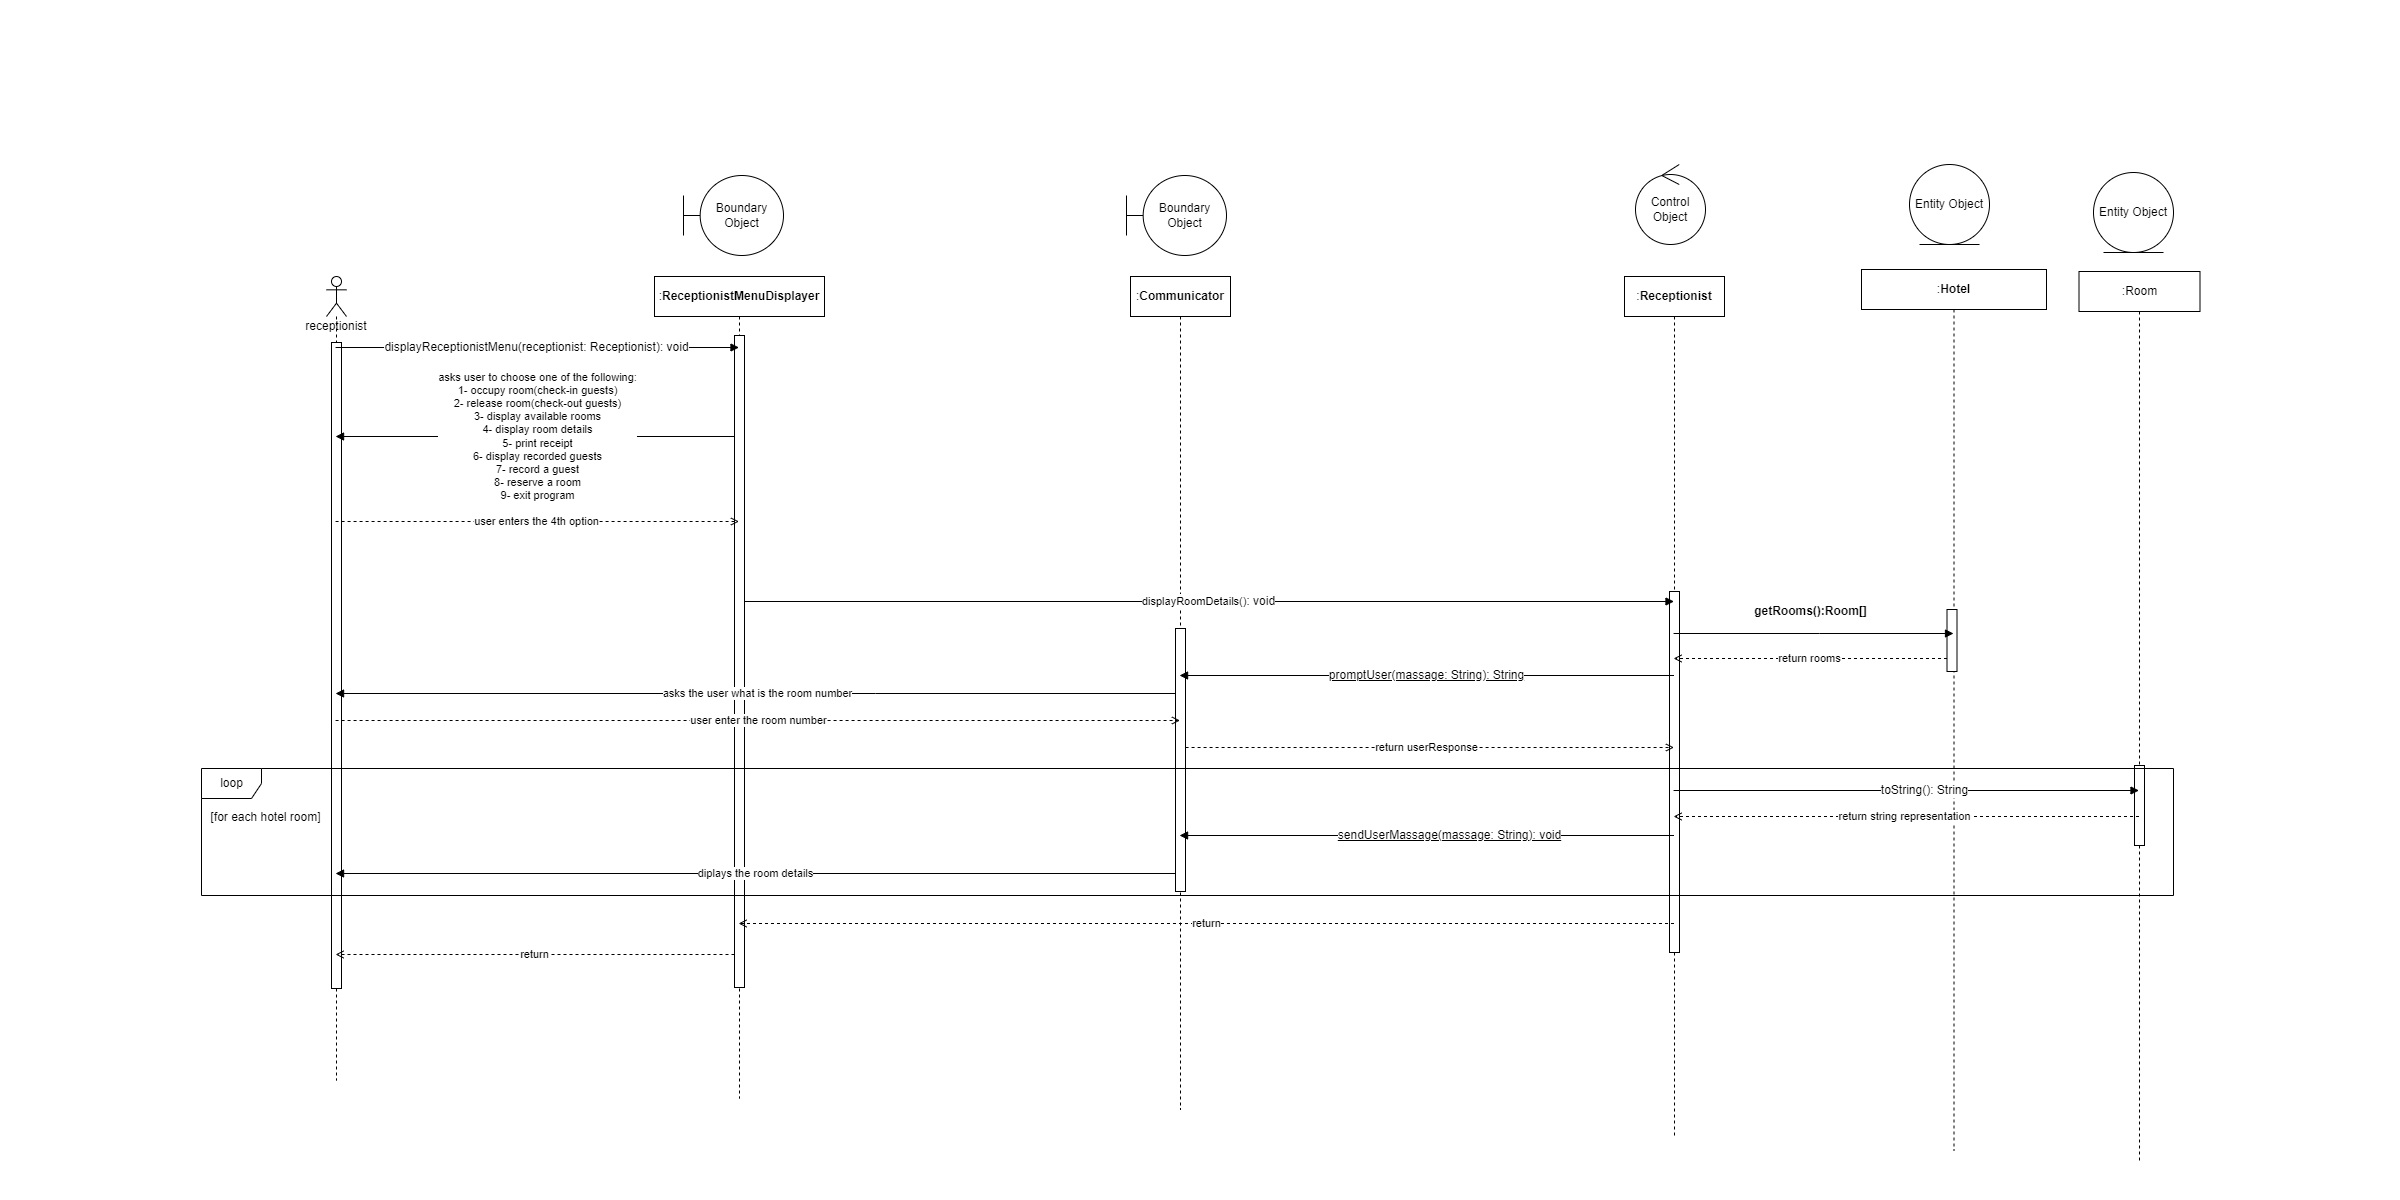 Boundary
Object
Boundary
Object
Control
Object
Entity Object
Entity Object
receptionist
:ReceptionistMenuDisplayer
:Communicator
:Receptionist
:Hotel
:Room
displayReceptionistMenu(receptionist: Receptionist): void
asks user to choose one of the following:
1- occupy room(check-in guests)
2- release room(check-out guests)
3- display available rooms
4- display room details
5- print receipt
6- display recorded guests
7- record a guest
8- reserve a room
9- exit program
user enters the 4th option
displayRoomDetails(): void
getRooms():Room[]
return rooms
promptUser(massage: String): String
asks the user what is the room number
user enter the room number
return userResponse
loop
[for each hotel room]
toString(): String
return string representation
sendUserMassage(massage: String): void
diplays the room details
return
return